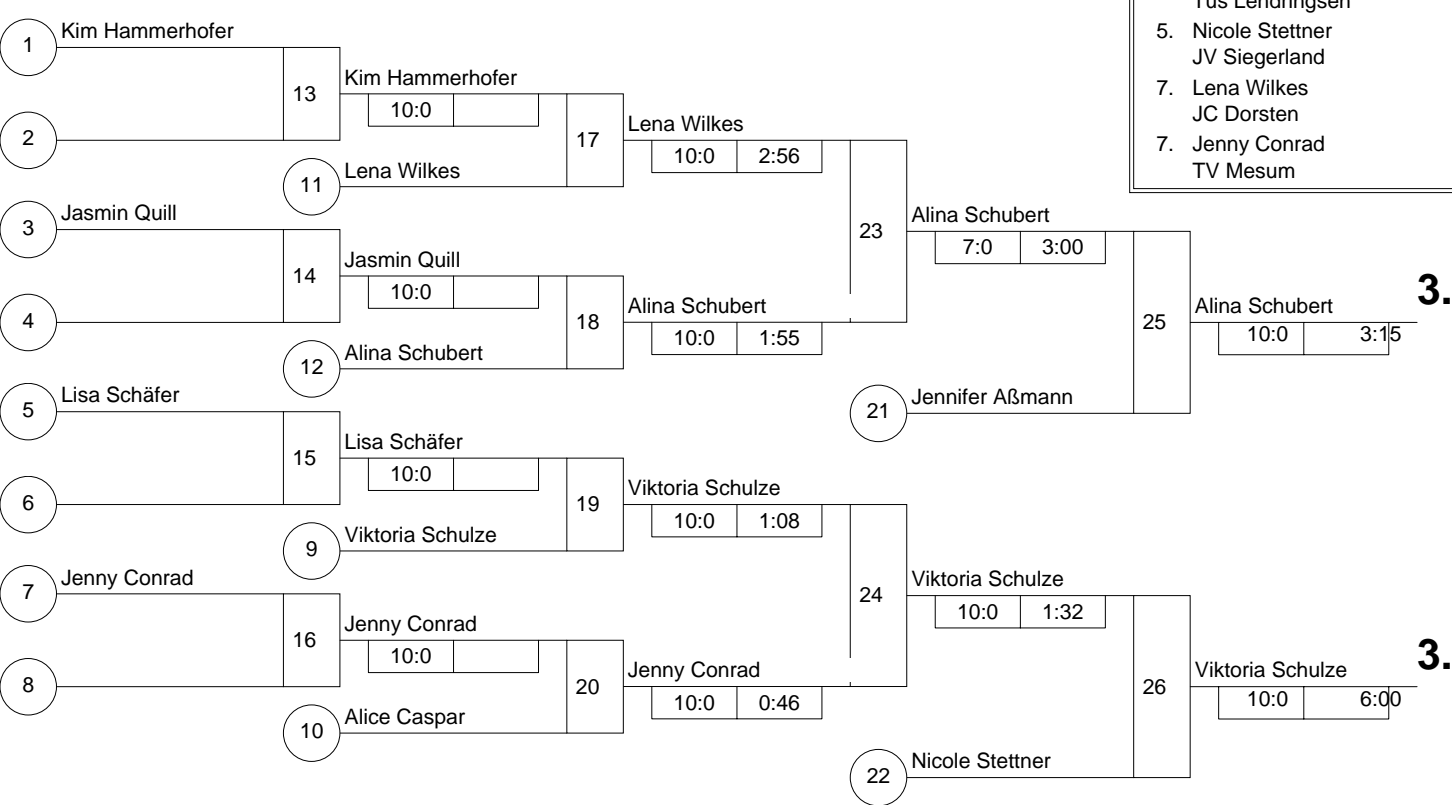 Tus Lendringsen
5. Nicole Stettner
JV Siegerland
7. Lena Wilkes
JC Dorsten
7. Jenny Conrad
TV Mesum
1 Kim Hammerhofer
13 Kim Hammerhofer
10:0
2
17 Lena Wilkes
10:0 2:56
11 Lena Wilkes
3 Jasmin Quill
23 Alina Schubert
7:0 3:00
14 Jasmin Quill
10:0
4
18 Alina Schubert
10:0 1:55
12 Alina Schubert
25 Alina Schubert 3.
10:0 3:15
5 Lisa Schäfer
21 Jennifer Aßmann
15 Lisa Schäfer
10:0
6
19 Viktoria Schulze
10:0 1:08
9 Viktoria Schulze
7 Jenny Conrad
24 Viktoria Schulze
10:0 1:32
16 Jenny Conrad
10:0
8
20 Jenny Conrad
10:0 0:46
10 Alice Caspar
26 Viktoria Schulze 3.
10:0 6:00
22 Nicole Stettner